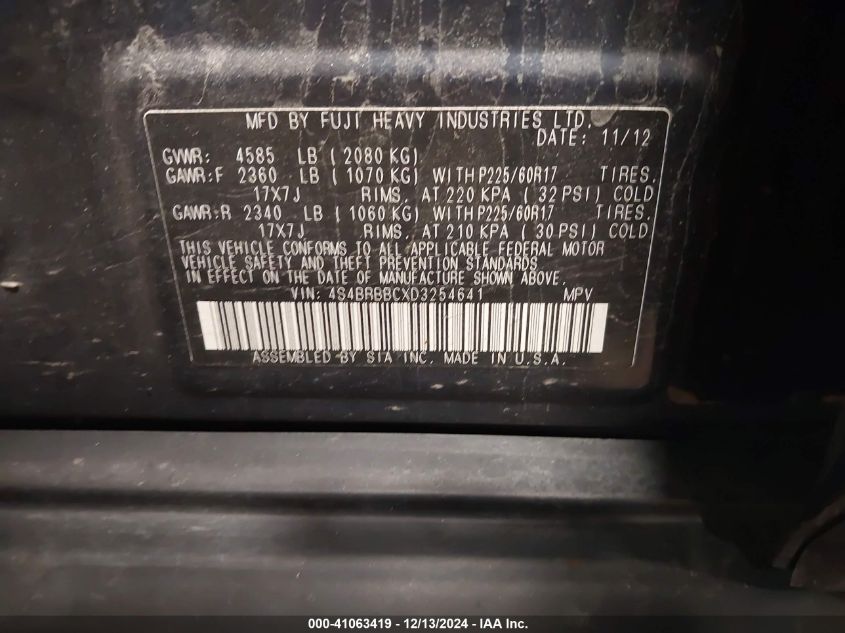 MFD BY FUJI HEAVY INDUSTRIES LTD.
DATE: 11/12
GVWR: 4585 LB ( 2080 KG)
GAWR:F 2360 LB ( 1070 KG) WITH P225/60R17 TIRES,
17X7J RIMS, AT 220 KPA ( 32 PSI) COLD
GAWR:R 2340 LB ( 1060 KG) WITH P225/60R17 TIRES,
17X7J RIMS, AT 210 KPA ( 30 PSI) COLD
THIS VEHICLE CONFORMS TO ALL APPLICABLE FEDERAL MOTOR
VEHICLE SAFETY AND THEFT PREVENTION STANDARDS
IN EFFECT ON THE DATE OF MANUFACTURE SHOWN ABOVE.
VIN: 4S4BRBBCXD3254641 MPV
ASSEMBLED BY SIA INC. MADE IN U.S.A.
000-41063419 - 12/13/2024 - IAA Inc.